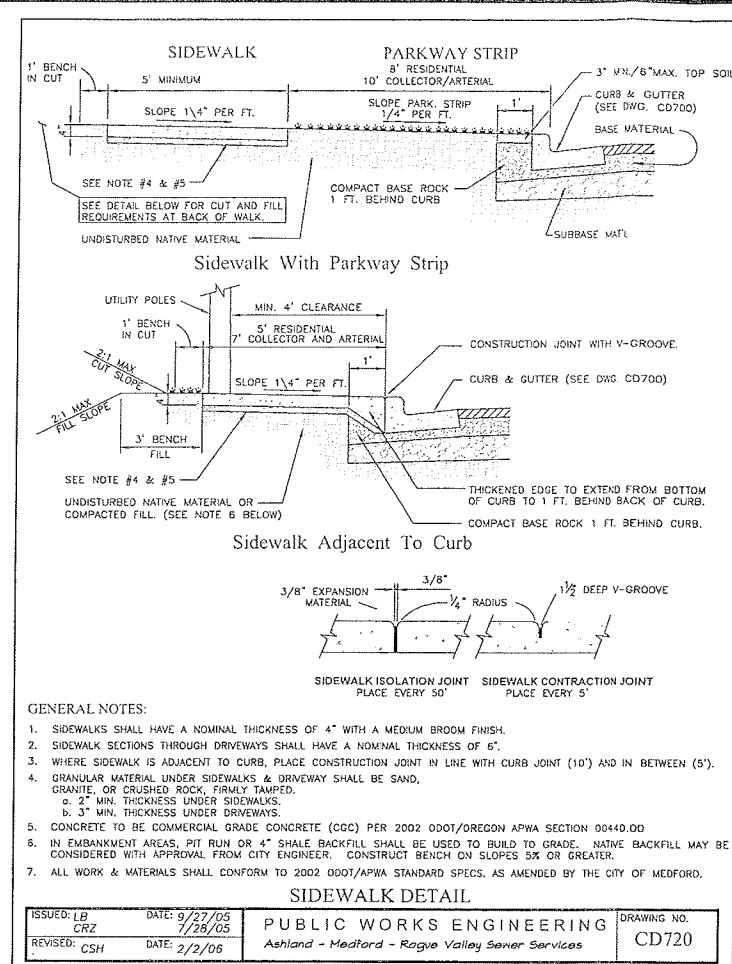 SIDEWALK
PARKWAY STRIP
1' BENCH
IN CUT
5' MINIMUM
8' RESIDENTIAL
10' COLLECTOR/ARTERIAL
3" MIN./6"MAX. TOP SOIL
CURB & GUTTER
(SEE DWG. CD700)
BASE MATERIAL
SLOPE 1\4" PER FT.
SLOPE PARK. STRIP
1/4" PER FT.
1'
4"
SEE NOTE #4 & #5
SEE DETAIL BELOW FOR CUT AND FILL
REQUIREMENTS AT BACK OF WALK.
UNDISTURBED NATIVE MATERIAL
COMPACT BASE ROCK
1 FT. BEHIND CURB
SUBBASE MAT'L
Sidewalk With Parkway Strip
UTILITY POLES
MIN. 4' CLEARANCE
1' BENCH
IN CUT
5' RESIDENTIAL
7' COLLECTOR AND ARTERIAL
1'
CONSTRUCTION JOINT WITH V-GROOVE.
2:1 MAX
CUT SLOPE
SLOPE 1\4" PER FT.
CURB & GUTTER (SEE DWG. CD700)
2:1 MAX
FILL SLOPE
3' BENCH
FILL
SEE NOTE #4 & #5
UNDISTURBED NATIVE MATERIAL OR
COMPACTED FILL. (SEE NOTE 6 BELOW)
THICKENED EDGE TO EXTEND FROM BOTTOM
OF CURB TO 1 FT. BEHIND BACK OF CURB.
COMPACT BASE ROCK 1 FT. BEHIND CURB.
Sidewalk Adjacent To Curb
3/8" EXPANSION
MATERIAL
3/8"
1/4" RADIUS
1 1/2" DEEP V-GROOVE
SIDEWALK ISOLATION JOINT
PLACE EVERY 50'
SIDEWALK CONTRACTION JOINT
PLACE EVERY 5'
GENERAL NOTES:
1. SIDEWALKS SHALL HAVE A NOMINAL THICKNESS OF 4" WITH A MEDIUM BROOM FINISH.
2. SIDEWALK SECTIONS THROUGH DRIVEWAYS SHALL HAVE A NOMINAL THICKNESS OF 6".
3. WHERE SIDEWALK IS ADJACENT TO CURB, PLACE CONSTRUCTION JOINT IN LINE WITH CURB JOINT (10') AND IN BETWEEN (5').
4. GRANULAR MATERIAL UNDER SIDEWALKS & DRIVEWAY SHALL BE SAND,
GRANITE, OR CRUSHED ROCK, FIRMLY TAMPED.
a. 2" MIN. THICKNESS UNDER SIDEWALKS.
b. 3" MIN. THICKNESS UNDER DRIVEWAYS.
5. CONCRETE TO BE COMMERCIAL GRADE CONCRETE (CGC) PER 2002 ODOT/OREGON APWA SECTION 00440.00
6. IN EMBANKMENT AREAS, PIT RUN OR 4" SHALE BACKFILL SHALL BE USED TO BUILD TO GRADE. NATIVE BACKFILL MAY BE
CONSIDERED WITH APPROVAL FROM CITY ENGINEER. CONSTRUCT BENCH ON SLOPES 5% OR GREATER.
7. ALL WORK & MATERIALS SHALL CONFORM TO 2002 ODOT/APWA STANDARD SPECS. AS AMENDED BY THE CITY OF MEDFORD.
SIDEWALK DETAIL
ISSUED: LB DATE: 9/27/05
CRZ 7/28/05
REVISED: CSH DATE: 2/2/06
PUBLIC WORKS ENGINEERING
Ashland - Medford - Rogue Valley Sewer Services
DRAWING NO.
CD720